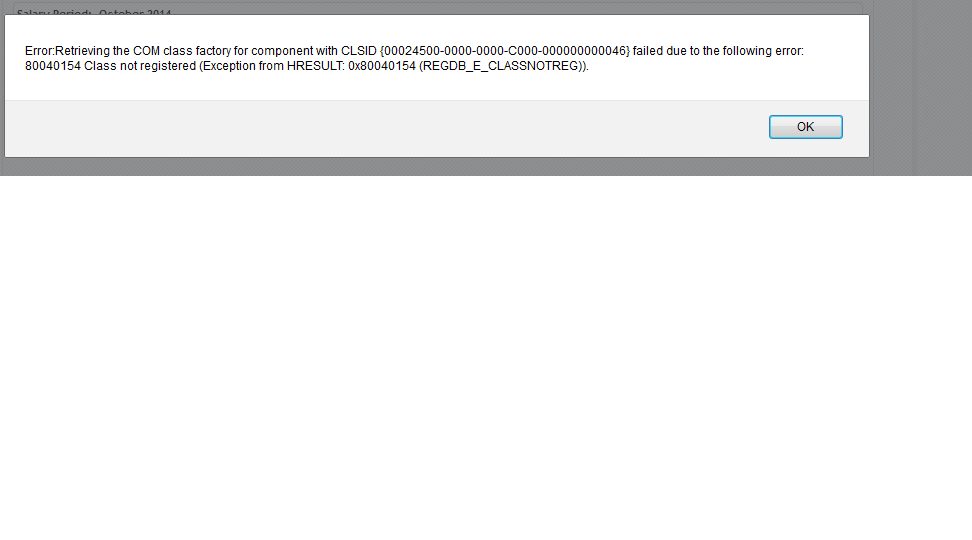 Salary Period: October 2014
Error:Retrieving the COM class factory for component with CLSID {00024500-0000-0000-C000-000000000046} failed due to the following error:
80040154 Class not registered (Exception from HRESULT: 0x80040154 (REGDB_E_CLASSNOTREG)).
OK